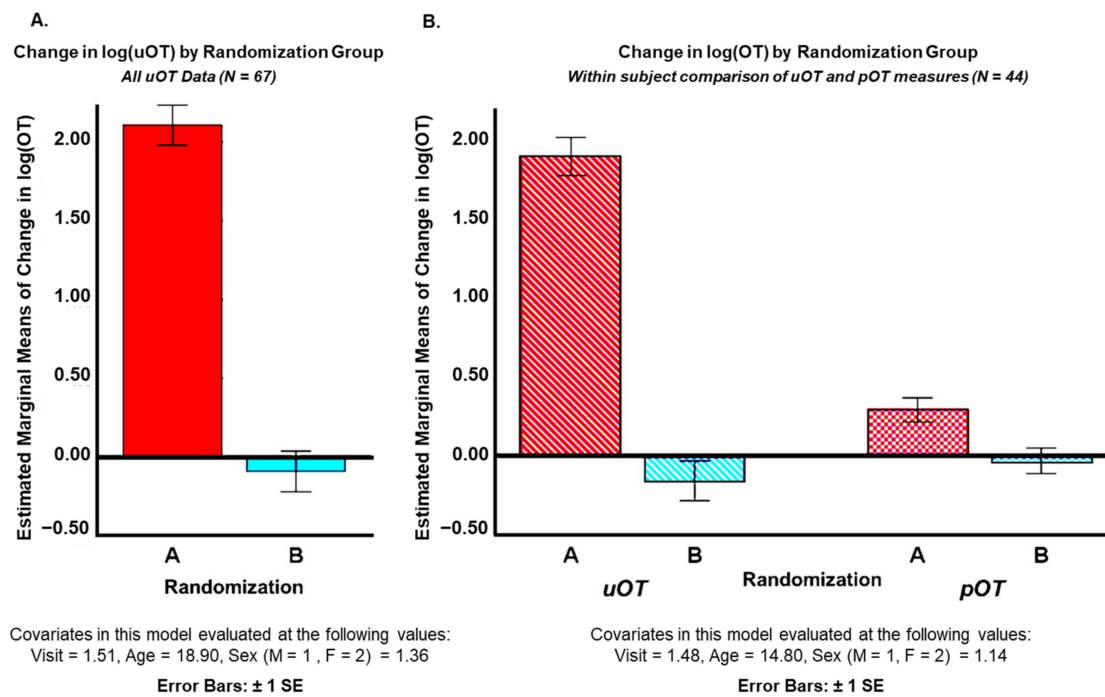 A.
Change in log(uOT) by Randomization Group
All uOT Data (N = 67)
Estimated Marginal Means of Change in log(OT)
2.00
1.50
1.00
0.50
0.00
−0.50
A B
Randomization
Covariates in this model evaluated at the following values:
Visit = 1.51, Age = 18.90, Sex (M = 1 , F = 2) = 1.36
Error Bars: ± 1 SE
B.
Change in log(OT) by Randomization Group
Within subject comparison of uOT and pOT measures (N = 44)
Estimated Marginal Means of Change in log(OT)
2.00
1.50
1.00
0.50
0.00
−0.50
A B A B
uOT Randomization pOT
Covariates in this model evaluated at the following values:
Visit = 1.48, Age = 14.80, Sex (M = 1, F = 2) = 1.14
Error Bars: ± 1 SE